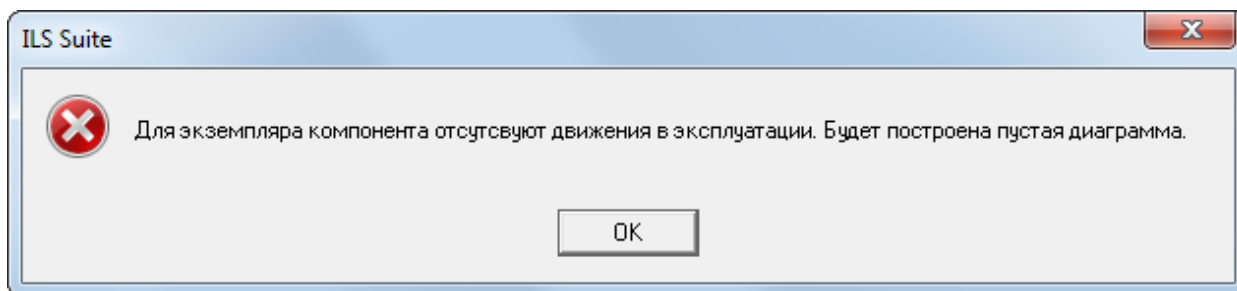 ILS Suite
Для экземпляра компонента отсутсвуют движения в эксплуатации. Будет построена пустая диаграмма.
OK